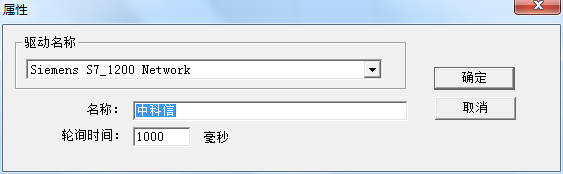 属性
驱动名称
Siemens S7_1200 Network
确定
名称： 中科信
取消
轮询时间： 1000 毫秒